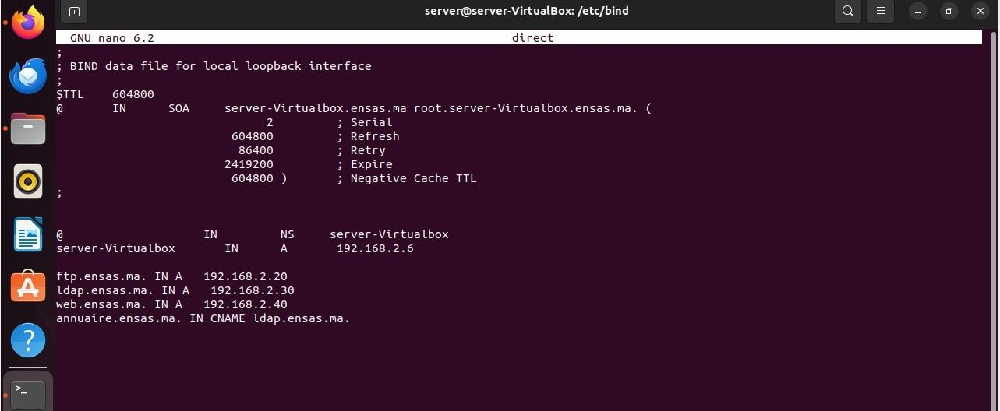 server@server-VirtualBox: /etc/bind
GNU nano 6.2 direct
;
; BIND data file for local loopback interface
;
$TTL 604800
@ IN SOA server-Virtualbox.ensas.ma root.server-Virtualbox.ensas.ma. (
2 ; Serial
604800 ; Refresh
86400 ; Retry
2419200 ; Expire
604800 ) ; Negative Cache TTL
;
@ IN NS server-Virtualbox
server-Virtualbox IN A 192.168.2.6
ftp.ensas.ma. IN A 192.168.2.20
ldap.ensas.ma. IN A 192.168.2.30
web.ensas.ma. IN A 192.168.2.40
annuaire.ensas.ma. IN CNAME ldap.ensas.ma.